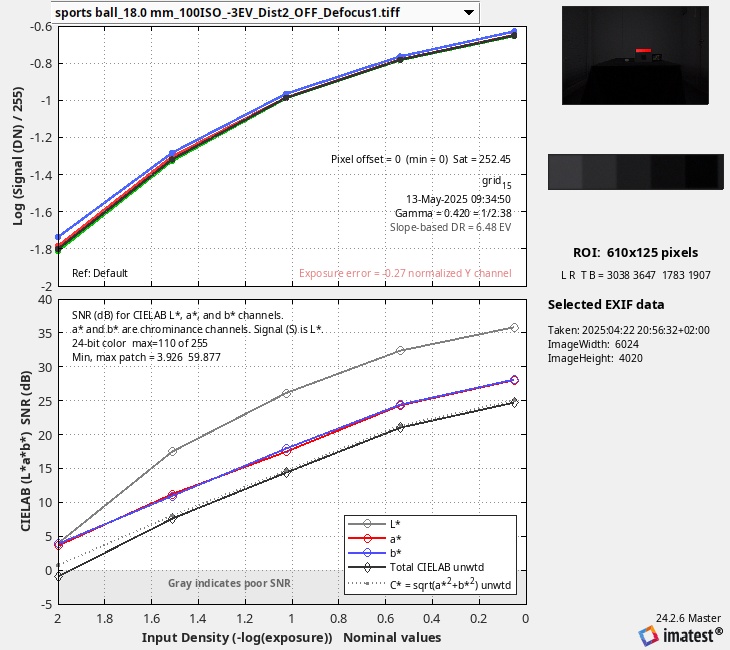 sports ball_18.0 mm_100ISO_-3EV_Dist2_OFF_Defocus1.tiff
-0.6
-0.8
-1
-1.2
-1.4
-1.6
-1.8
-2
Log (Signal (DN) / 255)
Pixel offset = 0 (min = 0) Sat = 252.45
grid15
13-May-2025 09:34:50
Gamma = 0.420 = 1/2.38
Slope-based DR = 6.48 EV
Ref: Default
Exposure error = -0.27 normalized Y channel
ROI: 610x125 pixels
L R T B = 3038 3647 1783 1907
Selected EXIF data
Taken: 2025:04:22 20:56:32+02:00
ImageWidth: 6024
ImageHeight: 4020
40
35
30
25
20
15
10
5
0
-5
CIELAB (L*a*b*) SNR (dB)
SNR (dB) for CIELAB L*, a*, and b* channels.
a* and b* are chrominance channels. Signal (S) is L*.
24-bit color max=110 of 255
Min, max patch = 3.926 59.877
L*
a*
b*
Total CIELAB unwtd
C* = sqrt(a*2+b*2) unwtd
Gray indicates poor SNR
2 1.8 1.6 1.4 1.2 1 0.8 0.6 0.4 0.2 0
Input Density (-log(exposure)) Nominal values
24.2.6 Master
imatest®